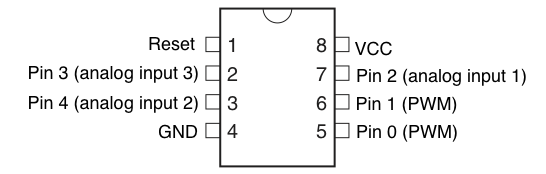 Reset 1 8 VCC
Pin 3 (analog input 3) 2 7 Pin 2 (analog input 1)
Pin 4 (analog input 2) 3 6 Pin 1 (PWM)
GND 4 5 Pin 0 (PWM)